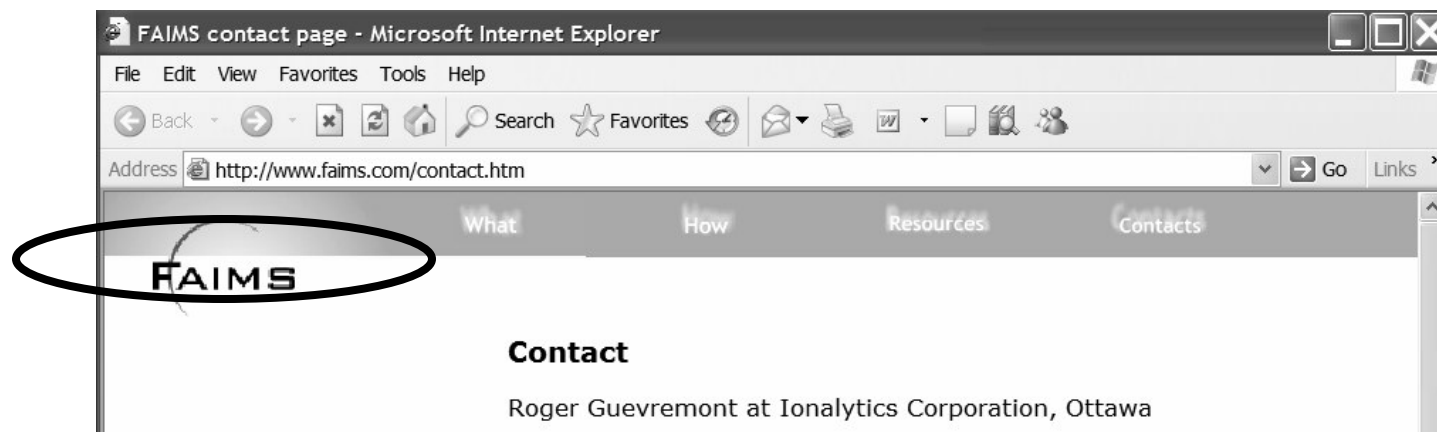 FAIMS contact page - Microsoft Internet Explorer
File Edit View Favorites Tools Help
Back Search Favorites W
Address http://www.faims.com/contact.htm Go Links »
What How Resources Contacts
FAIMS
Contact
Roger Guevremont at Ionalytics Corporation, Ottawa